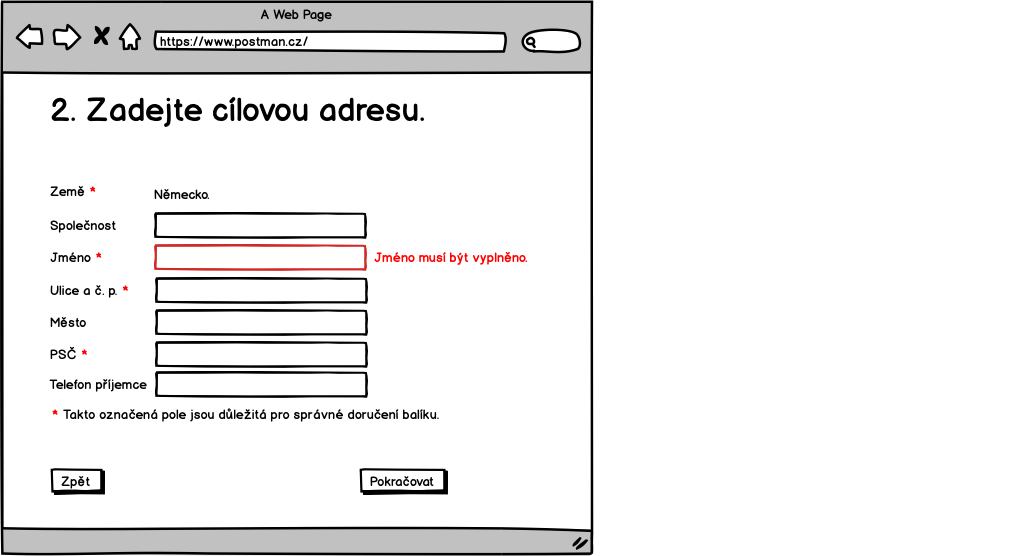 A Web Page
https://www.postman.cz/
2. Zadejte cílovou adresu.
Země *
Německo.
Společnost
Jméno *
Jméno musí být vyplněno.
Ulice a č. p. *
Město
PSČ *
Telefon příjemce
* Takto označená pole jsou důležitá pro správné doručení balíku.
Zpět
Pokračovat